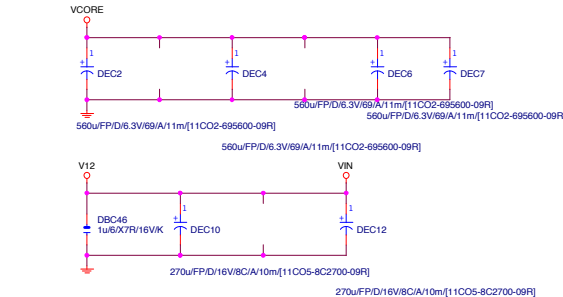 VCORE
1
1
1
1
+
+
+
+
DEC2
DEC4
DEC6
DEC7
560u/FP/D/6.3V/69/A/11m/[11CO2-695600-09R]
560u/FP/D/6.3V/69/A/11m/[11CO2-695600-09R]
560u/FP/D/6.3V/69/A/11m/[11CO2-695600-09R]
560u/FP/D/6.3V/69/A/11m/[11CO2-695600-09R]
V12
VIN
1
1
DBC46
1u/6/X7R/16V/K
+
DEC10
+
DEC12
270u/FP/D/16V/8C/A/10m/[11CO5-8C2700-09R]
270u/FP/D/16V/8C/A/10m/[11CO5-8C2700-09R]